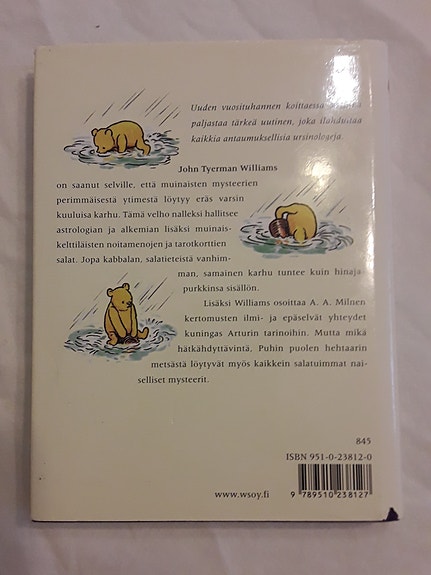 Uuden vuosituhannen koittaessa
paljastaa tärkeä uutinen, joka ilahduttaa
kaikkia antaumuksellisia ursinologeja.
John Tyerman Williams
on saanut selville, että muinaisten mysteerien
perimmäisestä ytimestä löytyy eräs varsin
kuuluisa karhu. Tämä velho nalleksi hallitsee
astrologian ja alkemian lisäksi muinais-
kelttiläisten noitamenojen ja tarotkorttien
salat. Jopa kabbalan, salatieteistä vanhim-
man, samainen karhu tuntee kuin hunaja-
purkkinsa sisällön.
Lisäksi Williams osoittaa A. A. Milnen
kertomusten ilmi- ja epäselvät yhteydet
kuningas Arturin tarinoihin. Mutta mikä
hätkähdyttävintä, Puhin puolen hehtaarin
metsästä löytyvät myös kaikkein salatuimmat nai-
selliset mysteerit.
845
ISBN 951-0-23812-0
www.wsoy.fi
9 789510 238127